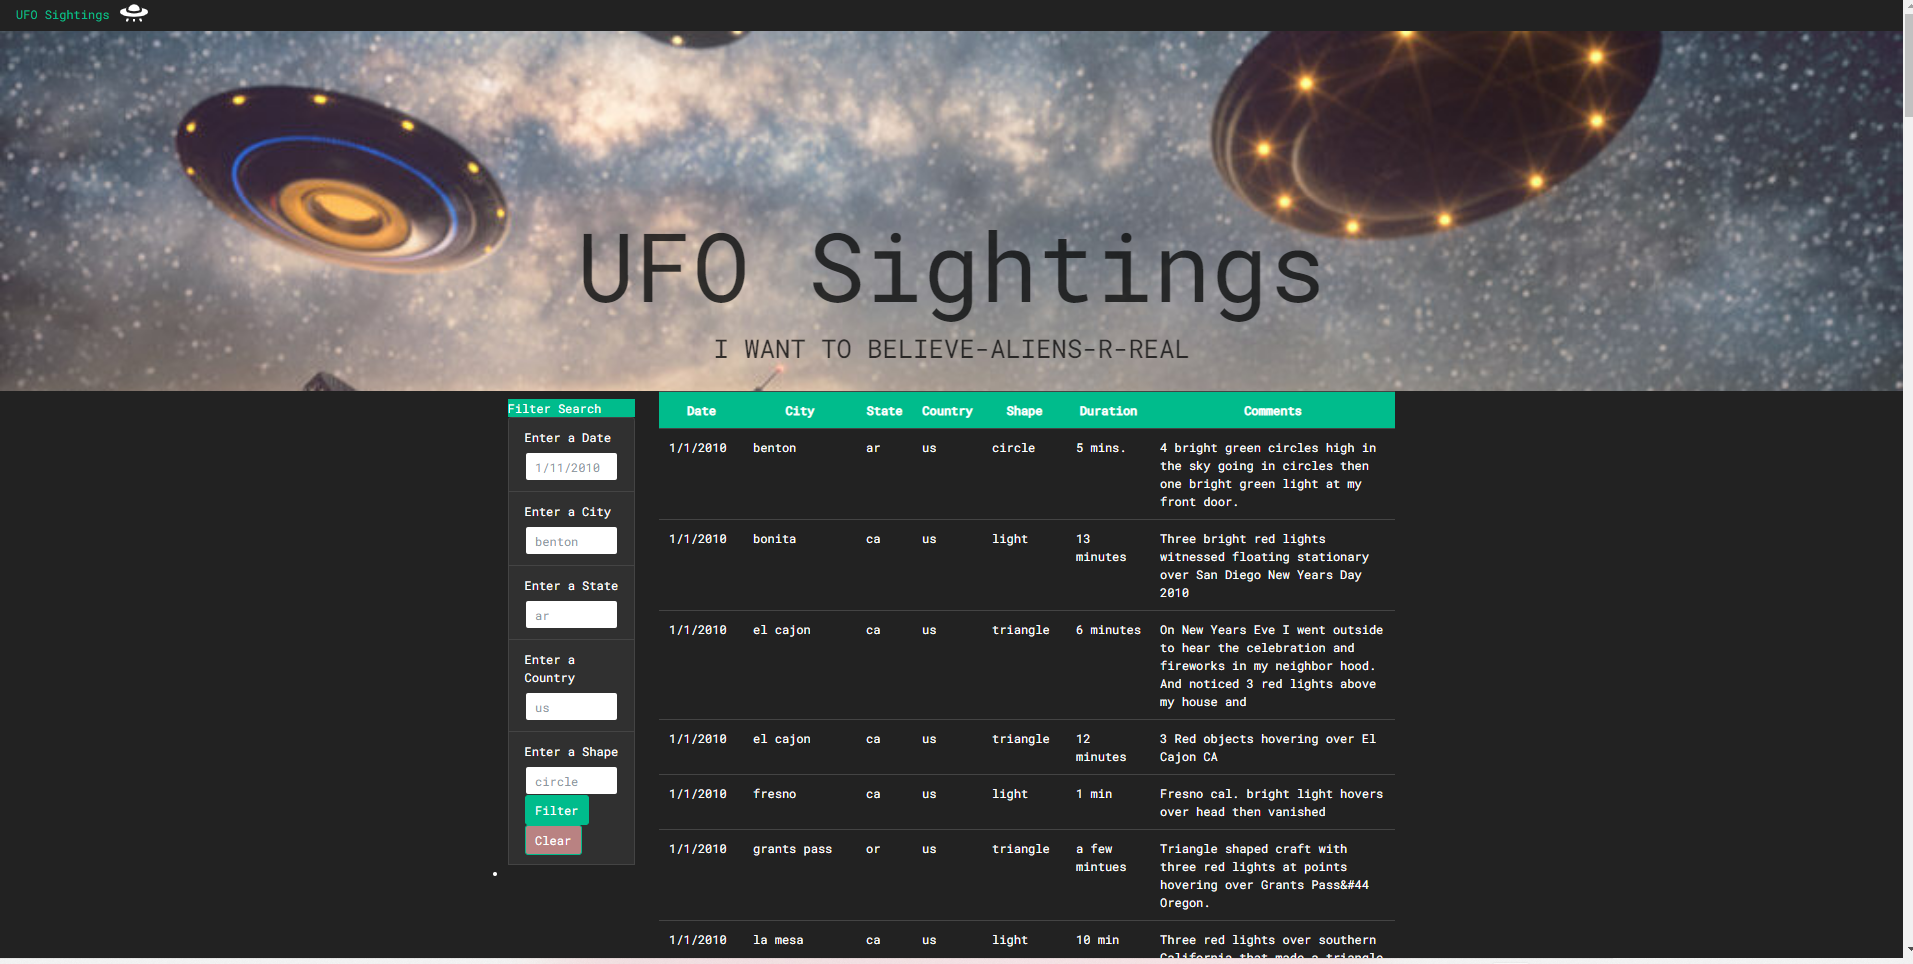 UFO Sightings
UFO Sightings
I WANT TO BELIEVE-ALIENS-R-REAL
Filter Search
Enter a Date
1/11/2010
Enter a City
benton
Enter a State
ar
Enter a
Country
us
Enter a Shape
circle
Filter
Clear
Date City State Country Shape Duration Comments
1/1/2010 benton ar us circle 5 mins. 4 bright green circles high in
the sky going in circles then
one bright green light at my
front door.
1/1/2010 bonita ca us light 13 Three bright red lights
minutes witnessed floating stationary
over San Diego New Years Day
2010
1/1/2010 el cajon ca us triangle 6 minutes On New Years Eve I went outside
to hear the celebration and
fireworks in my neighbor hood.
And noticed 3 red lights above
my house and
1/1/2010 el cajon ca us triangle 12 3 Red objects hovering over El
minutes Cajon CA
1/1/2010 fresno ca us light 1 min Fresno cal. bright light hovers
over head then vanished
1/1/2010 grants pass or us triangle a few Triangle shaped craft with
mintues three red lights at points
hovering over Grants Pass&#44
Oregon.
1/1/2010 la mesa ca us light 10 min Three red lights over southern
California that made a triangle